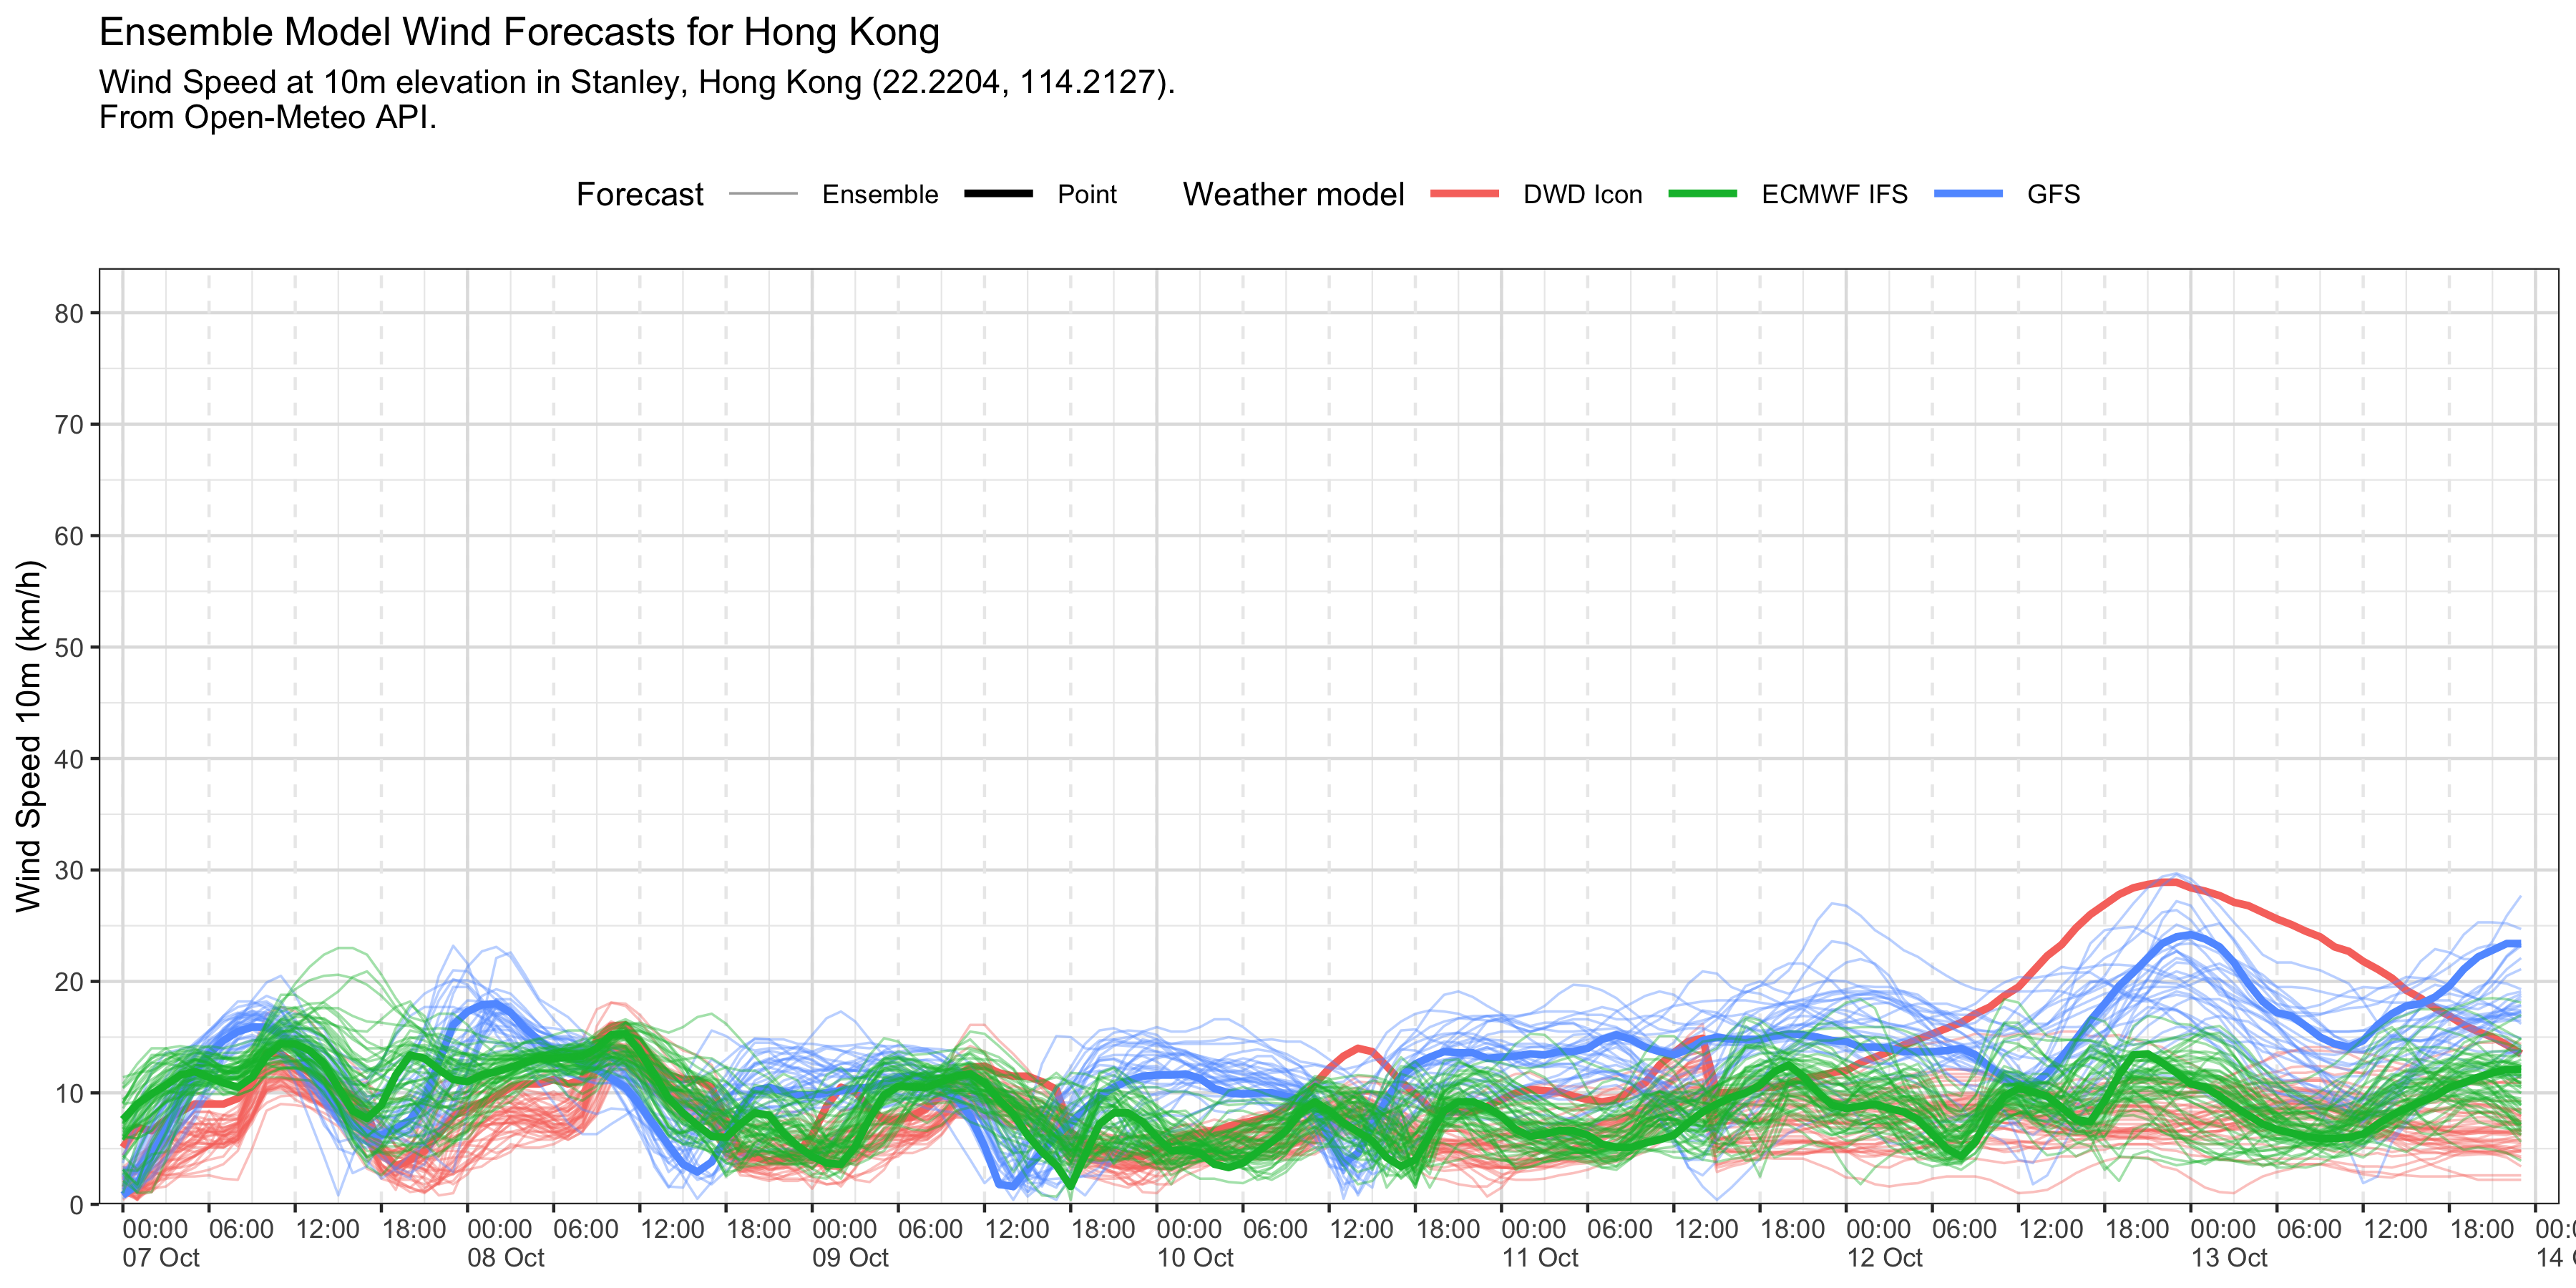 Ensemble Model Wind Forecasts for Hong Kong
Wind Speed at 10m elevation in Stanley, Hong Kong (22.2204, 114.2127).
From Open-Meteo API.
Forecast Ensemble Point Weather model DWD Icon ECMWF IFS GFS
Wind Speed 10m (km/h)
80
70
60
50
40
30
20
10
0
00:00 06:00 12:00 18:00 00:00 06:00 12:00 18:00 00:00 06:00 12:00 18:00 00:00 06:00 12:00 18:00 00:00 06:00 12:00 18:00 00:00 06:00 12:00 18:00 00:00 06:00 12:00 18:00
07 Oct 08 Oct 09 Oct 10 Oct 11 Oct 12 Oct 13 Oct 14